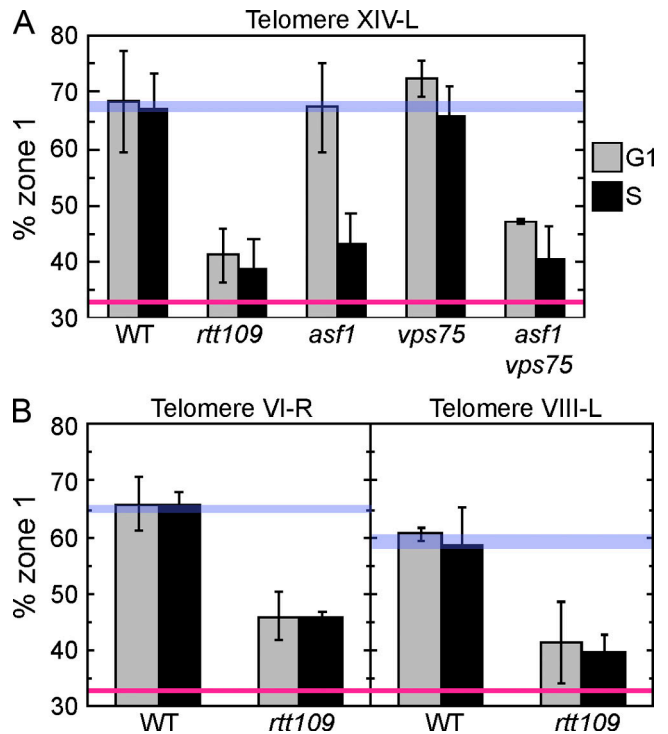 A
Telomere XIV-L
% zone 1
80
70
60
50
40
30
WT
rtt109
asf1
vps75
asf1
vps75
G1
S
B
Telomere VI-R
Telomere VIII-L
% zone 1
80
70
60
50
40
30
WT
rtt109
WT
rtt109